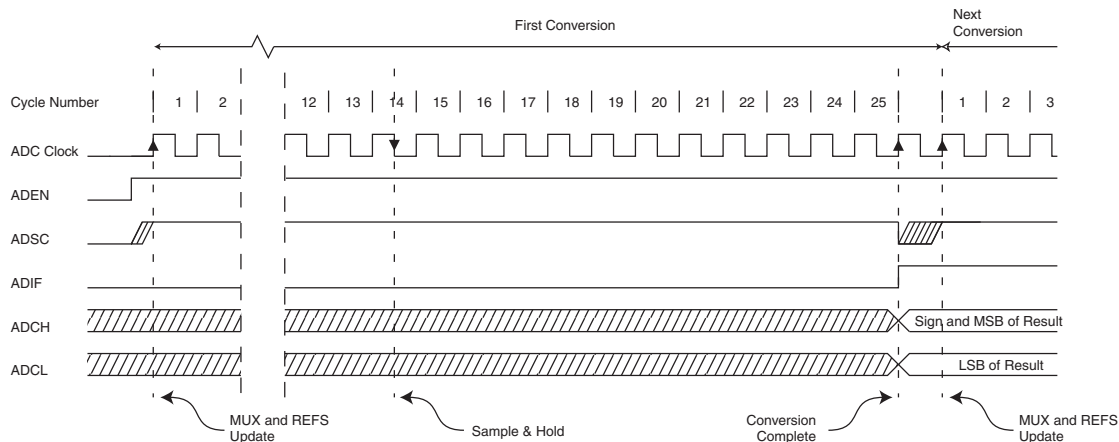 First Conversion
Next
Conversion
Cycle Number 1 2 12 13 14 15 16 17 18 19 20 21 22 23 24 25 1 2 3
ADC Clock
ADEN
ADSC
ADIF
ADCH Sign and MSB of Result
ADCL LSB of Result
MUX and REFS
Update
Sample & Hold
Conversion
Complete
MUX and REFS
Update